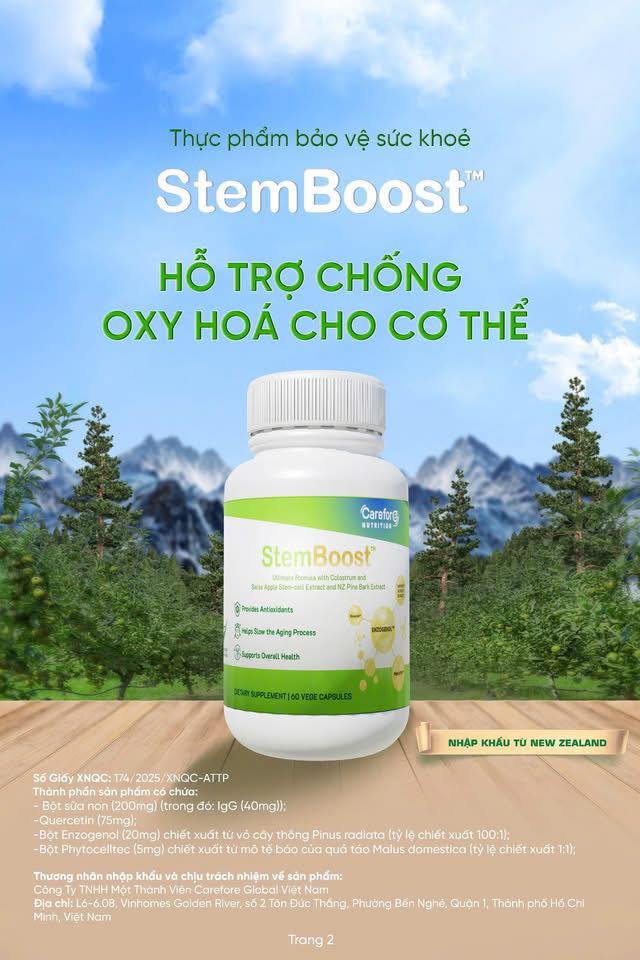 Thực phẩm bảo vệ sức khoẻ
StemBoost™
HỖ TRỢ CHỐNG
OXY HOÁ CHO CƠ THỂ
Carefore
NUTRITION
StemBoost™
Ultimate Formula with Colostrum and
Swiss Apple Stem-cell Extract and NZ Pine Bark Extract
Provides Antioxidants
Helps Slow the Aging Process
Supports Overall Health
ENZOGENOL™
DIETARY SUPPLEMENT | 60 VEGE CAPSULES
NHẬP KHẨU TỪ NEW ZEALAND
Số Giấy XNQC: 174/2025/XNQC-ATTP
Thành phần sản phẩm có chứa:
- Bột sữa non (200mg) (trong đó: IgG (40mg));
-Quercetin (75mg);
-Bột Enzogenol (20mg) chiết xuất từ vỏ cây thông Pinus radiata (tỷ lệ chiết xuất 100:1);
-Bột Phytocelltec (5mg) chiết xuất từ mô tế bào của quả táo Malus domestica (tỷ lệ chiết xuất 1:1);
Thương nhân nhập khẩu và chịu trách nhiệm về sản phẩm:
Công Ty TNHH Một Thành Viên Carefore Global Việt Nam
Địa chỉ: L6-6.08, Vinhomes Golden River, số 2 Tôn Đức Thắng, Phường Bến Nghé, Quận 1, Thành phố Hồ Chí
Minh, Việt Nam
Trang 2